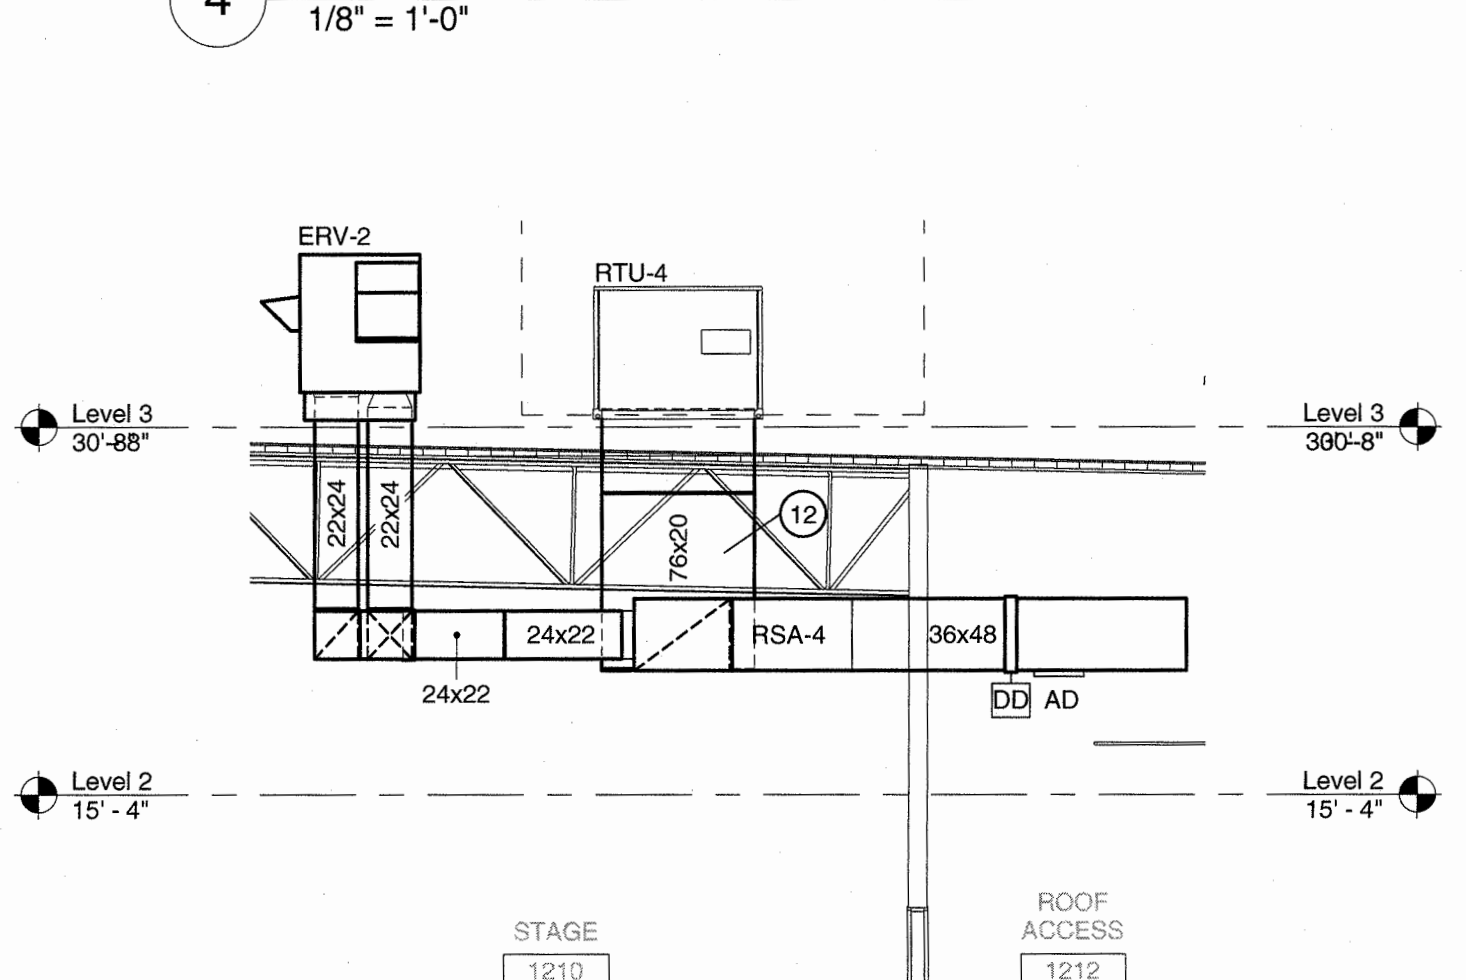 4
1/8" = 1'-0"
ERV-2
RTU-4
Level 3
Level 3
22x24
22x24
76x20
12
24x22
RSA-4
36x48
24x22
DD
AD
Level 2
15' - 4"
Level 2
15' - 4"
STAGE
1210
ROOF
ACCESS
1212